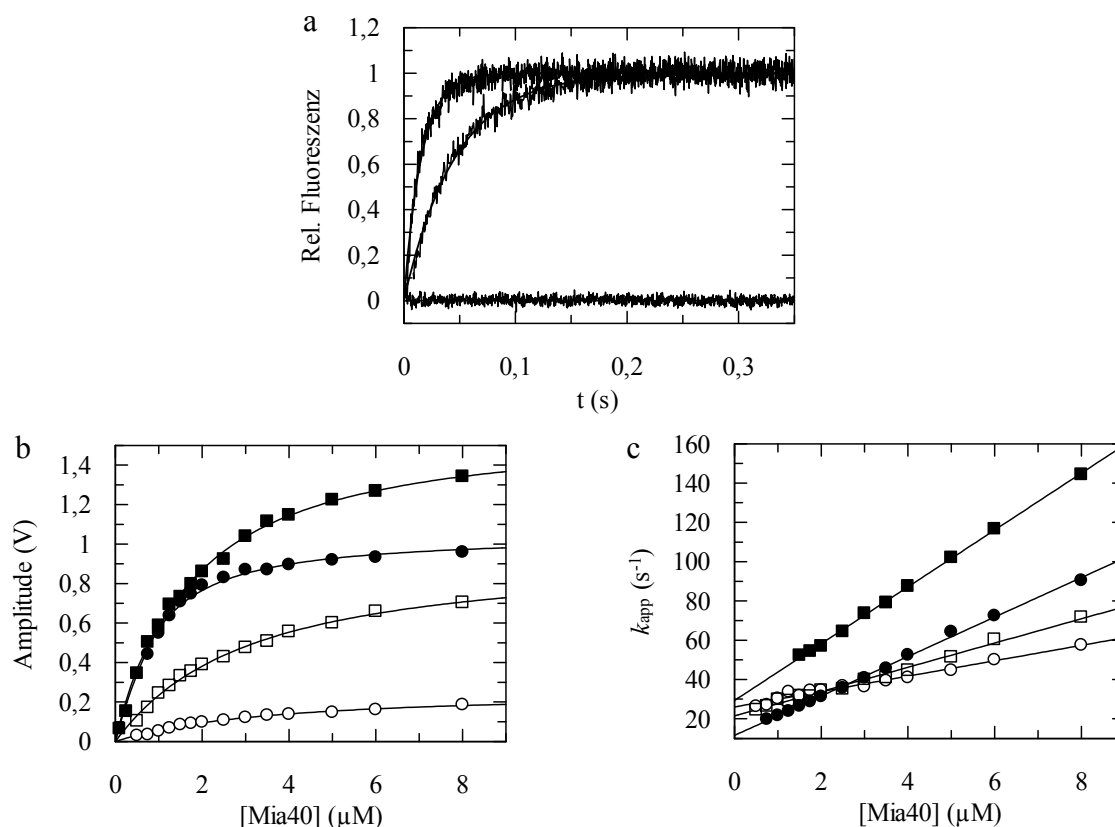 a
Rel. Fluoreszenz
1,2
1
0,8
0,6
0,4
0,2
0
0 0,1 0,2 0,3
t (s)
b
Amplitude (V)
1,4
1,2
1
0,8
0,6
0,4
0,2
0
0 2 4 6 8
[Mia40] (µM)
c
kapp (s-1)
160
140
120
100
80
60
40
20
0 2 4 6 8
[Mia40] (µM)